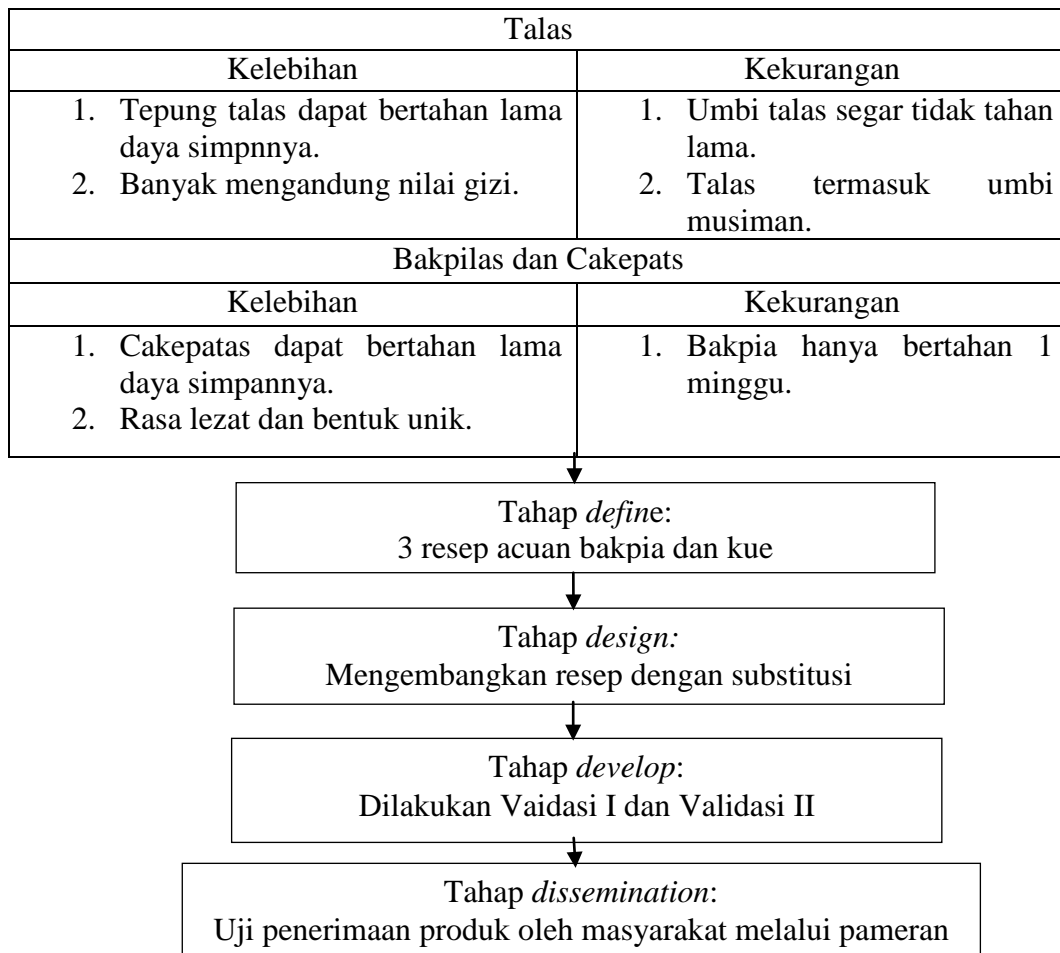 Talas
Kelebihan
Kekurangan
1. Tepung talas dapat bertahan lama
daya simpnnya.
2. Banyak mengandung nilai gizi.
1. Umbi talas segar tidak tahan
lama.
2. Talas termasuk umbi
musiman.
Bakpilas dan Cakepats
Kelebihan
Kekurangan
1. Cakepatas dapat bertahan lama
daya simpannya.
2. Rasa lezat dan bentuk unik.
1. Bakpia hanya bertahan 1
minggu.
Tahap define:
3 resep acuan bakpia dan kue
Tahap design:
Mengembangkan resep dengan substitusi
Tahap develop:
Dilakukan Vaidasi I dan Validasi II
Tahap dissemination:
Uji penerimaan produk oleh masyarakat melalui pameran